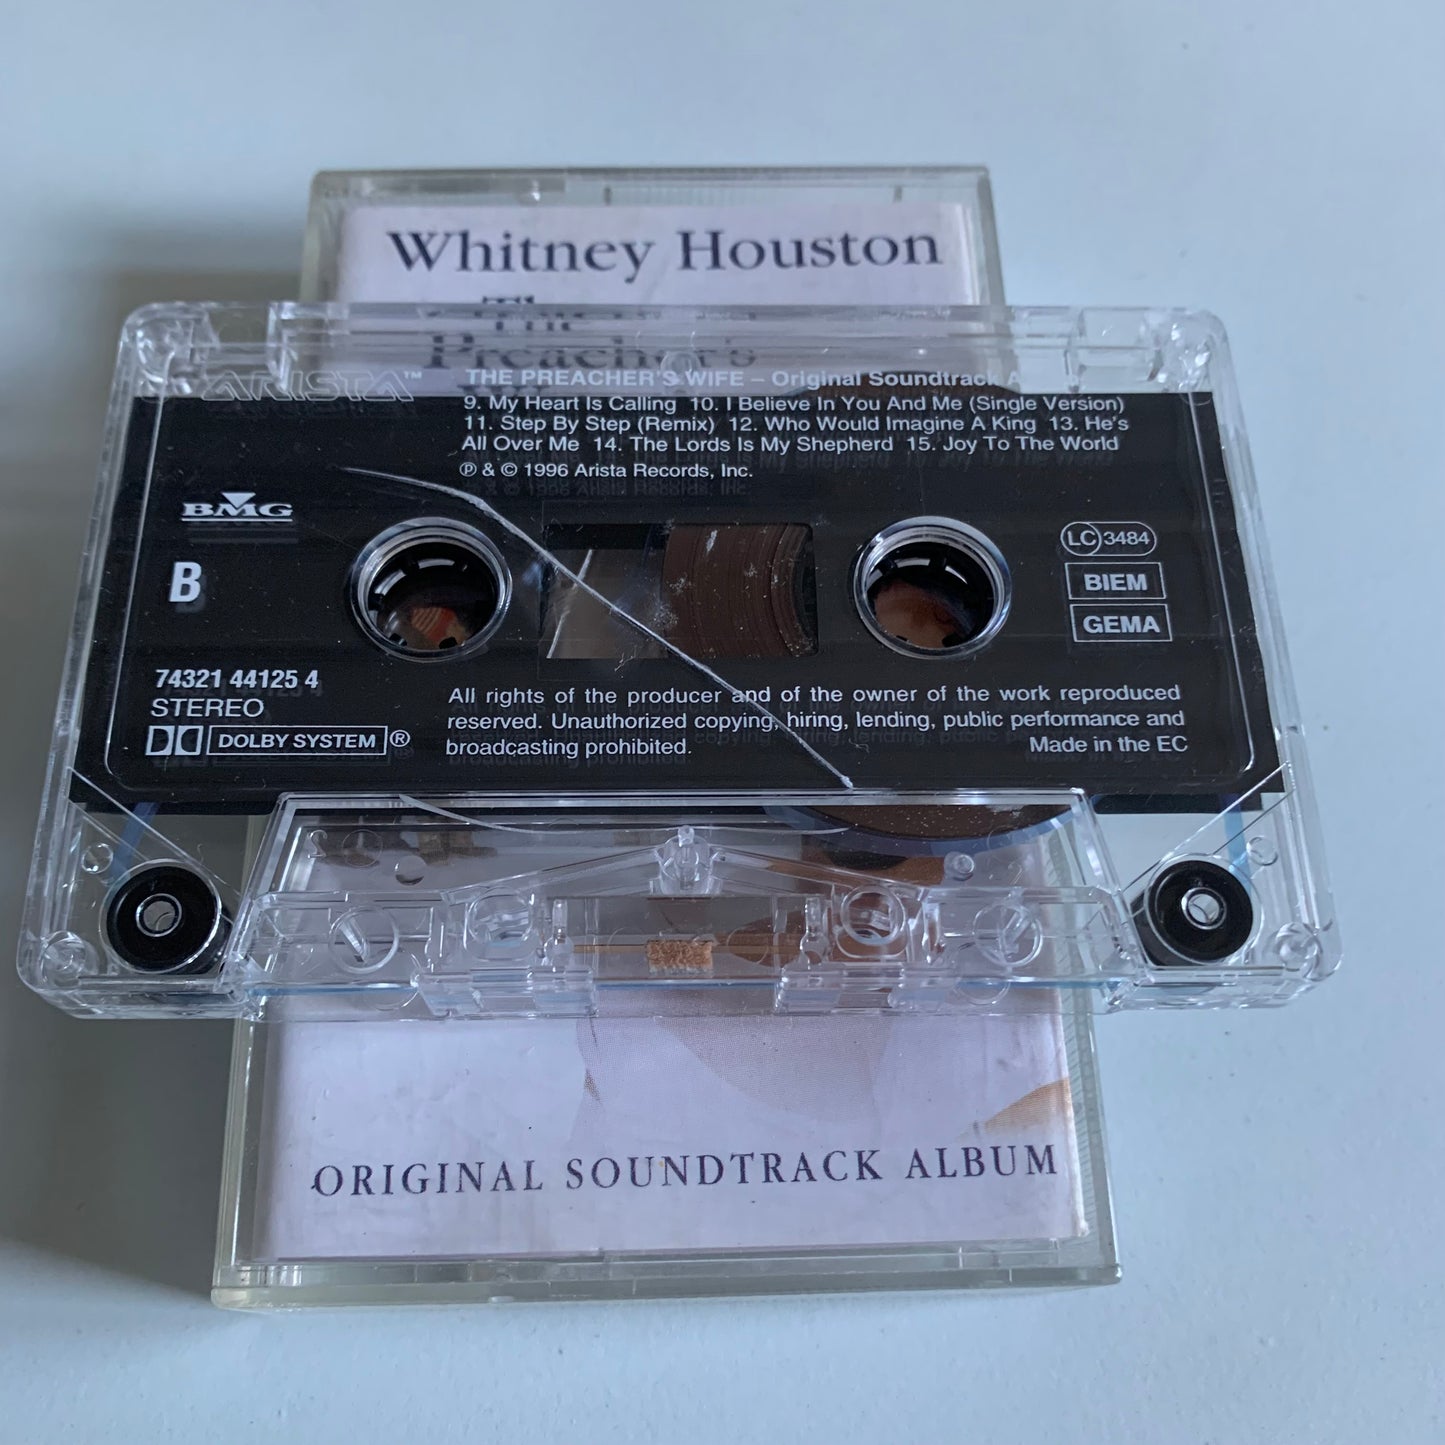 Whitney Houston
The
Preacher's
ARISTA™
THE PREACHER'S WIFE – Original Soundtrack A
9. My Heart Is Calling 10. I Believe In You And Me (Single Version)
11. Step By Step (Remix) 12. Who Would Imagine A King 13. He's
All Over Me 14. The Lords Is My Shepherd 15. Joy To The World
℗ & © 1996 Arista Records, Inc.
BMG
LC 3484
B
BIEM
GEMA
74321 44125 4
STEREO
DOLBY SYSTEM ®
All rights of the producer and of the owner of the work reproduced
reserved. Unauthorized copying, hiring, lending, public performance and
broadcasting prohibited.
Made in the EC
ORIGINAL SOUNDTRACK ALBUM